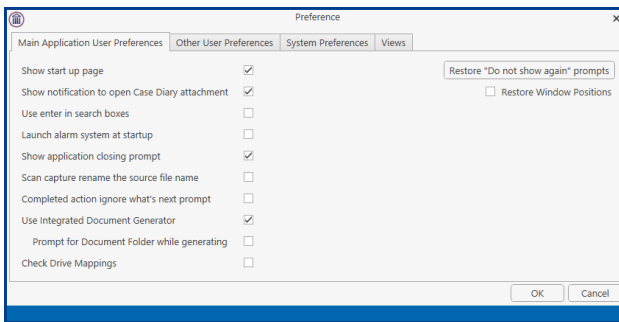 Preference
Main Application User Preferences Other User Preferences System Preferences Views
Show start up page Restore "Do not show again" prompts
Show notification to open Case Diary attachment Restore Window Positions
Use enter in search boxes
Launch alarm system at startup
Show application closing prompt
Scan capture rename the source file name
Completed action ignore what's next prompt
Use Integrated Document Generator
Prompt for Document Folder while generating
Check Drive Mappings
OK Cancel